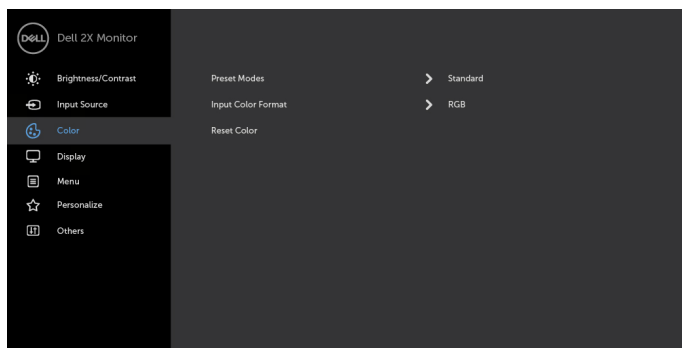 DELL Dell 2X Monitor
Brightness/Contrast Preset Modes Standard
Input Source Input Color Format RGB
Color Reset Color
Display
Menu
Personalize
Others